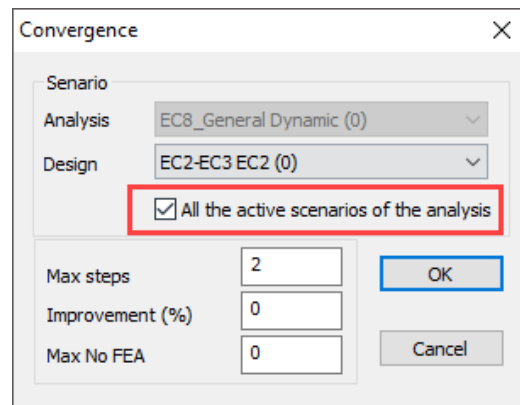 Convergence
Senario
Analysis EC8_General Dynamic (0)
Design EC2-EC3 EC2 (0)
All the active scenarios of the analysis
Max steps 2 OK
Improvement (%) 0
Max No FEA 0 Cancel